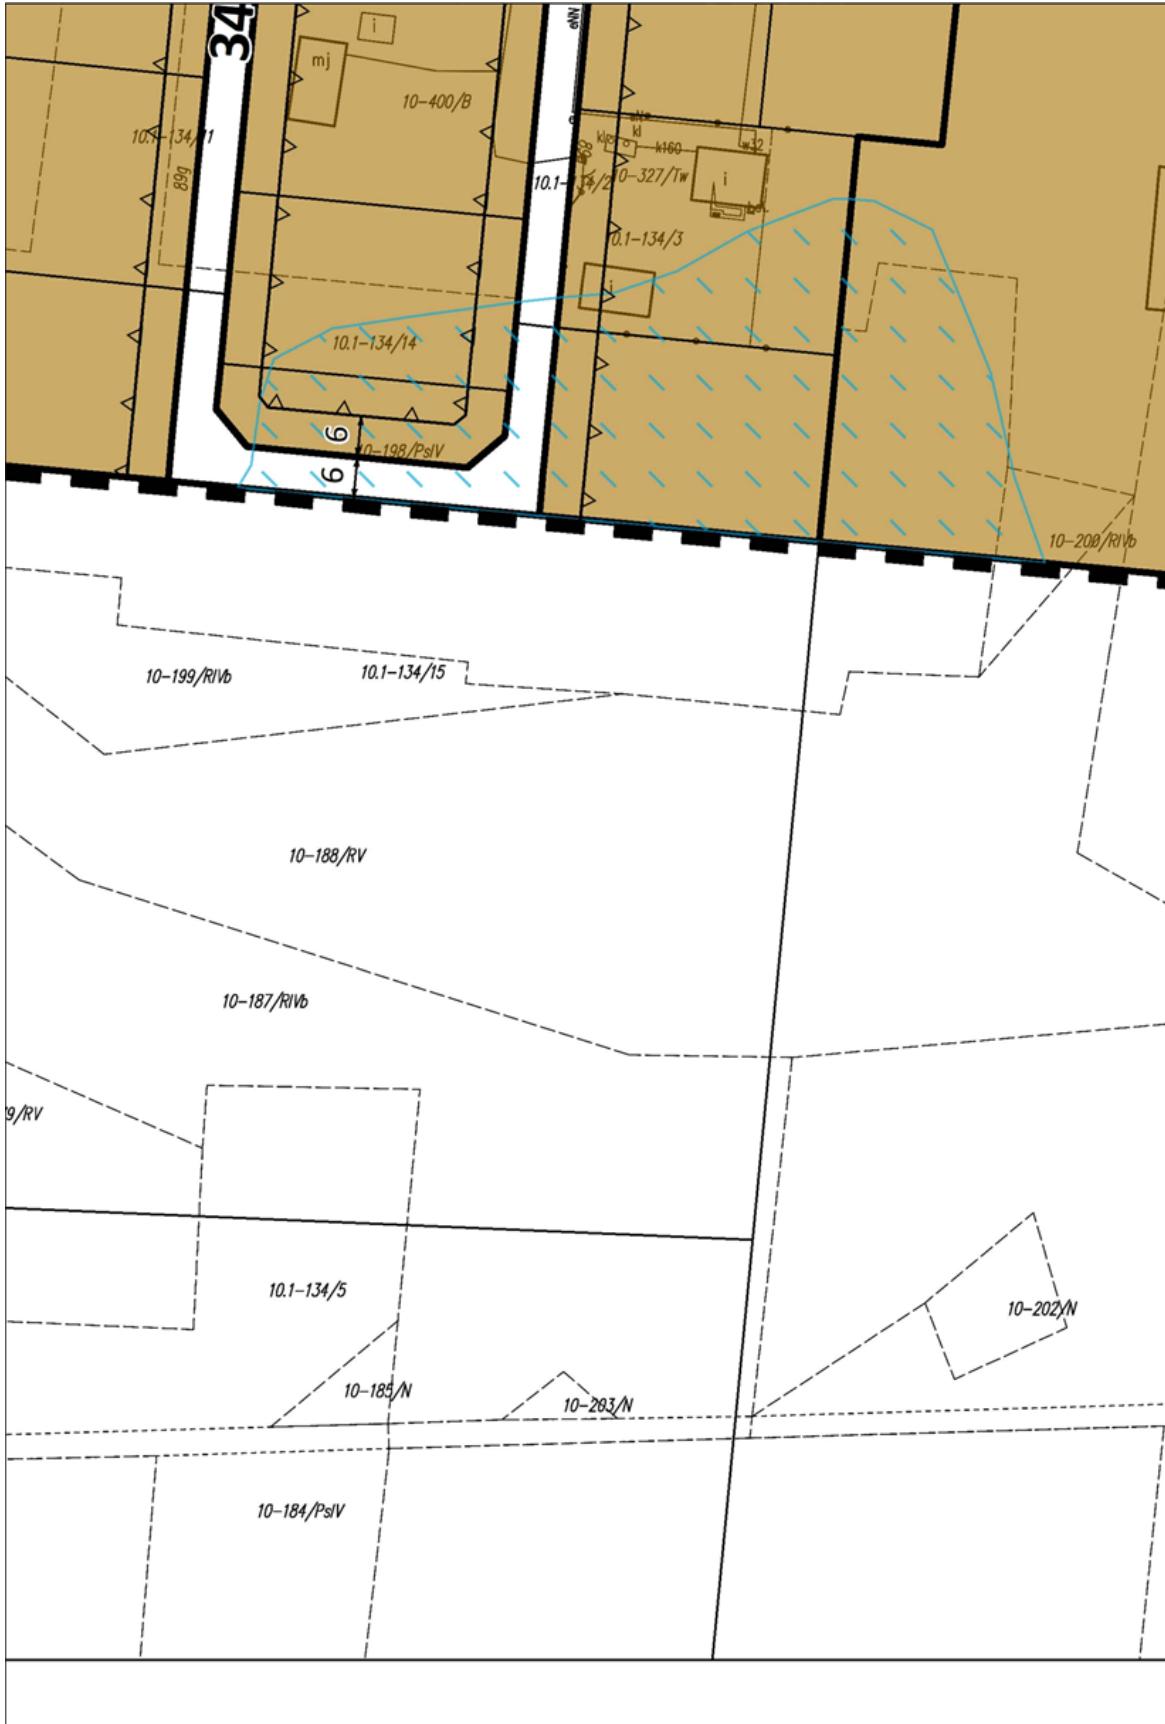 34
i
mj
eNN
10-400/B
10.1-134/11
89g
kl
k160
w32
10.1-134/2
10-327/Tw
i
0.1-134/3
i
10.1-134/14
6
10-198/PsIV
6
10-200/RIVb
10-199/RIVb
10.1-134/15
10-188/RV
10-187/RIVb
9/RV
10.1-134/5
10-202/N
10-185/N
10-203/N
10-184/PsIV